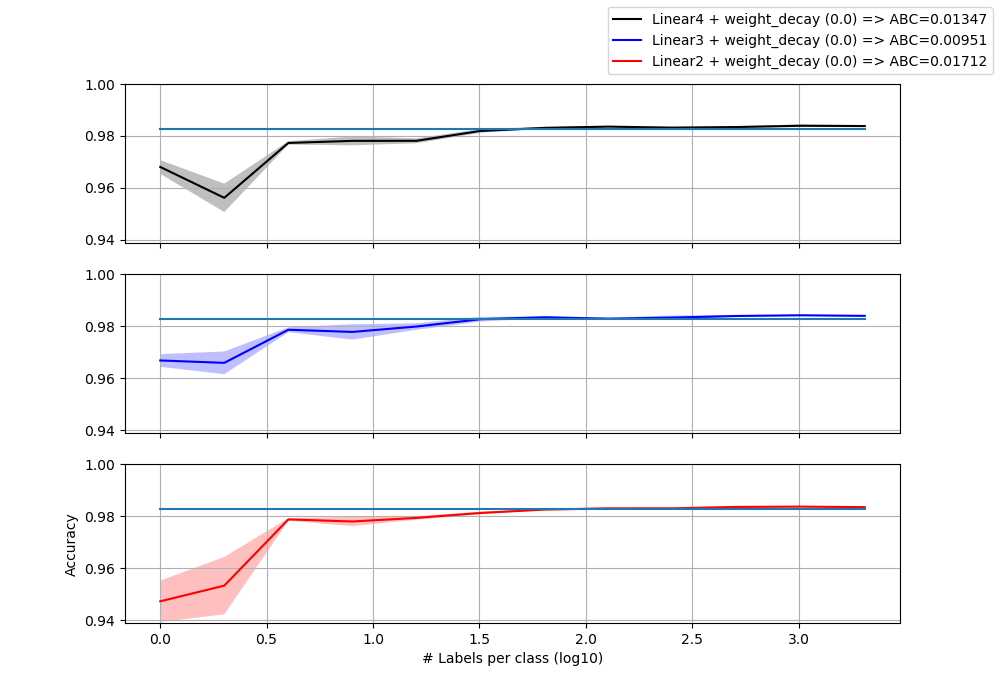 Linear4 + weight_decay (0.0) => ABC=0.01347
Linear3 + weight_decay (0.0) => ABC=0.00951
Linear2 + weight_decay (0.0) => ABC=0.01712
1.00
0.98
0.96
0.94
1.00
0.98
0.96
0.94
1.00
0.98
0.96
0.94
Accuracy
0.0 0.5 1.0 1.5 2.0 2.5 3.0
# Labels per class (log10)